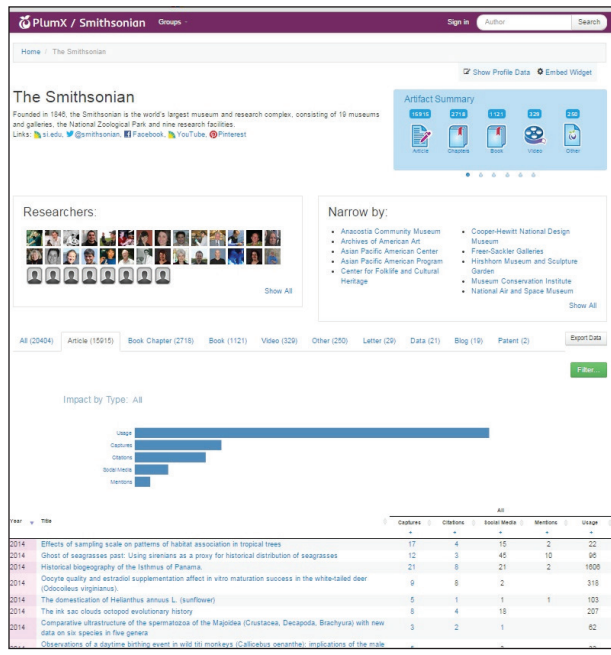 PlumX / Smithsonian Groups Sign in Author Search
Home / The Smithsonian
Show Profile Data Embed Widget
The Smithsonian
Founded in 1846, the Smithsonian is the world's largest museum and research complex, consisting of 19 museums
and galleries, the National Zoological Park and nine research facilities.
Links: si.edu, @smithsonian, Facebook, YouTube, Pinterest
Artifact Summary
15915 2718 1121 329 250
Article Chapters Book Video Other
Researchers:
Show All
Narrow by:
Anacostia Community Museum
Archives of American Art
Asian Pacific American Center
Asian Pacific American Program
Center for Folklife and Cultural
Heritage
Cooper-Hewitt National Design
Museum
Freer-Sackler Galleries
Hirshhorn Museum and Sculpture
Garden
Museum Conservation Institute
National Air and Space Museum
Show All
All (20404) Article (15915) Book Chapter (2718) Book (1121) Video (329) Other (250) Letter (29) Data (21) Blog (19) Patent (2) Export Data
Filter...
Impact by Type: All
Usage
Captures
Citations
Social Media
Mentions
All
Year Title Captures Citations Social Media Mentions Usage
2014 Effects of sampling scale on patterns of habitat association in tropical trees 17 4 15 2 22
2014 Ghost of seagrasses past: Using sirenians as a proxy for historical distribution of seagrasses 12 3 45 10 96
2014 Historical biogeography of the Isthmus of Panama. 21 8 21 2 1606
2014 Oocyte quality and estradiol supplementation affect in vitro maturation success in the white-tailed deer
(Odocoileus virginianus). 9 8 2 318
2014 The domestication of Helianthus annuus L. (sunflower) 5 1 1 1 103
2014 The ink sac clouds octopod evolutionary history 8 4 18 207
2014 Comparative ultrastructure of the spermatozoa of the Majoidea (Crustacea, Decapoda, Brachyura) with new
data on six species in five genera 3 2 1 62
Observations of a daytime birthing event in wild titi monkeys (Callicebus oenanthe): implications of the male